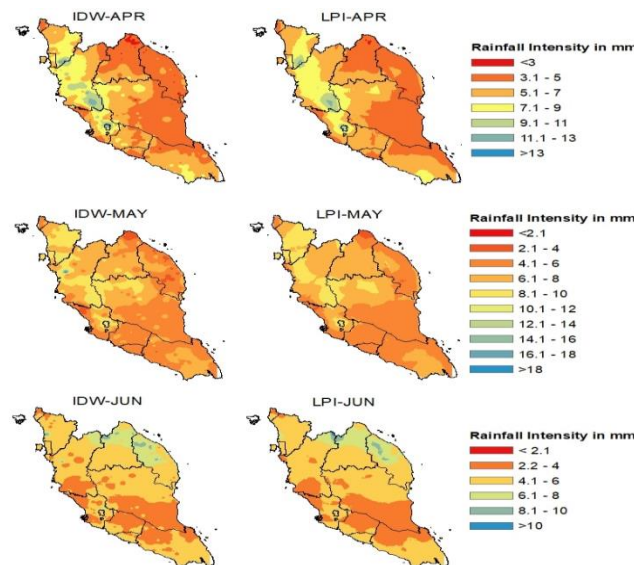 IDW-APR
LPI-APR
Rainfall Intensity in mm
<3
3.1 - 5
5.1 - 7
7.1 - 9
9.1 - 11
11.1 - 13
>13
IDW-MAY
LPI-MAY
Rainfall Intensity in mm
<2.1
2.1 - 4
4.1 - 6
6.1 - 8
8.1 - 10
10.1 - 12
12.1 - 14
14.1 - 16
16.1 - 18
>18
IDW-JUN
LPI-JUN
Rainfall Intensity in mm
< 2.1
2.2 - 4
4.1 - 6
6.1 - 8
8.1 - 10
>10